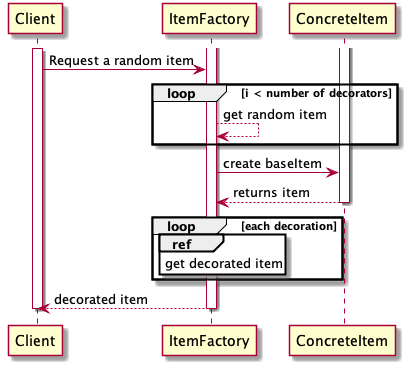 Client
ItemFactory
ConcreteItem
Request a random item
loop
[i < number of decorators]
get random item
create baseItem
returns item
loop
[each decoration]
ref
get decorated item
decorated item
Client
ItemFactory
ConcreteItem